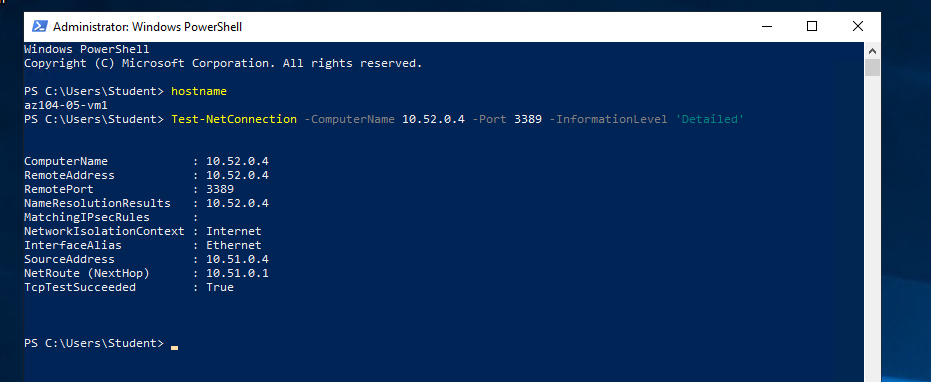 Administrator: Windows PowerShell
Windows PowerShell
Copyright (C) Microsoft Corporation. All rights reserved.
PS C:\Users\Student> hostname
az104-05-vm1
PS C:\Users\Student> Test-NetConnection -ComputerName 10.52.0.4 -Port 3389 -InformationLevel 'Detailed'
ComputerName            : 10.52.0.4
RemoteAddress           : 10.52.0.4
RemotePort              : 3389
NameResolutionResults   : 10.52.0.4
MatchingIPsecRules      :
NetworkIsolationContext : Internet
InterfaceAlias          : Ethernet
SourceAddress           : 10.51.0.4
NetRoute (NextHop)      : 10.51.0.1
TcpTestSucceeded        : True
PS C:\Users\Student>